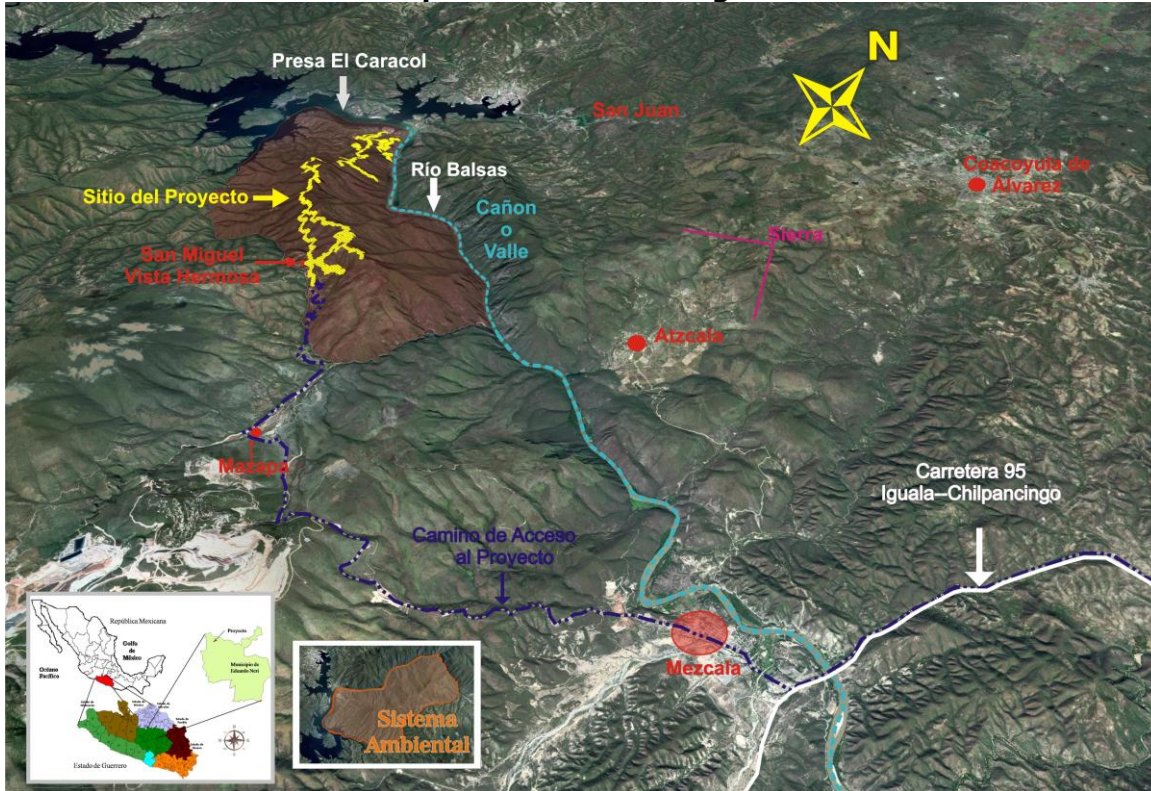 N
Presa El Caracol
San Juan
Coacoyula de
Alvarez
Río Balsas
Sitio del Proyecto
Cañon
o
Valle
Sierra
San Miguel
Vista Hermosa
Atzcala
Mazapa
Carretera 95
Iguala–Chilpancingo
Camino de Acceso
al Proyecto
Mezcala
República Mexicana
Golfo
de
México
Océano
Pacífico
Proyecto
Municipio de
Eduardo Neri
Estado de Guerrero
Sistema
Ambiental